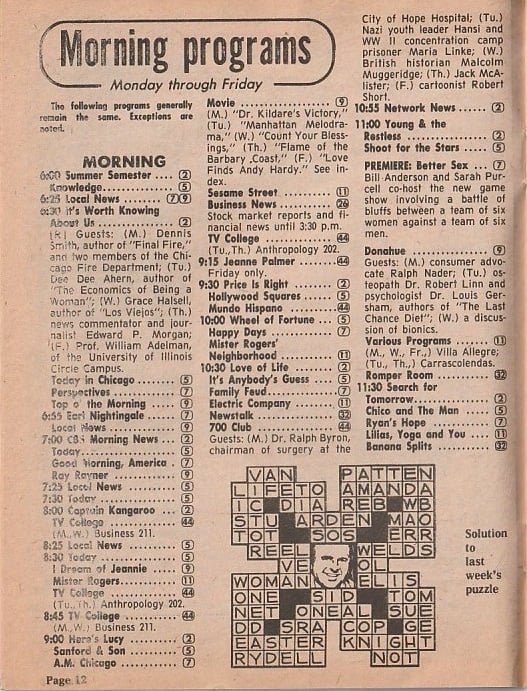 Morning programs
Monday through Friday
The following programs generally
remain the same. Exceptions are
noted.
MORNING
6:00 Summer Semester .... ②
Knowledge........... ⑤
6:25 Local News ........ ⑦⑨
6:30 It's Worth Knowing
About Us ............ ②
(R) Guests: (M.) Dennis
Smith, author of "Final Fire,"
and two members of the Chi-
cago Fire Department; (Tu.)
Dee Dee Ahern, author of
"The Economics of Being a
Woman"; (W.) Grace Halsell,
author of "Los Viejos"; (Th.)
news commentator and jour-
nalist Edward P. Morgan;
(F.) Prof. William Adelman,
of the University of Illinois
Circle Campus.
Today in Chicago ....... ⑤
Perspectives ........... ⑦
Top o' the Morning ..... ⑨
6:55 Earl Nightingale ....... ⑦
Local News ........... ⑨
7:00 CBS Morning News ... ②
Today................ ⑤
Good Morning, America . ⑦
Ray Rayner ........... ⑨
7:25 Local News .......... ⑤
7:30 Today ............... ⑤
8:00 Captain Kangaroo ... ②
TV College ........... ㊹
(M.,W.) Business 211.
8:25 Local News .......... ⑤
8:30 Today ............... ⑤
I Dream of Jeannie .... ⑨
Mister Rogers......... ⑪
TV College ........... ㊹
(Tu., Th.) Anthropology 202.
8:45 TV College ........... ㊹
(M.,W.) Business 211.
9:00 Here's Lucy .......... ②
Sanford & Son ........ ⑤
A.M. Chicago ......... ⑦
Page 12
Movie ............... ⑨
(M.) "Dr. Kildare's Victory,"
(Tu.) "Manhattan Melodra-
ma," (W.) "Count Your Bless-
ings," (Th.) "Flame of the
Barbary Coast," (F.) "Love
Finds Andy Hardy." See in-
dex.
Sesame Street ........ ⑪
Business News ........ ㉖
Stock market reports and fi-
nancial news until 3:30 p.m.
TV College ........... ㊹
(Tu.,Th.) Anthropology 202.
9:15 Jeanne Palmer ....... ㊹
Friday only.
9:30 Price Is Right ........ ②
Hollywood Squares ..... ⑤
Mundo Hispano ........ ㊹
10:00 Wheel of Fortune .... ⑤
Happy Days .......... ⑦
Mister Rogers'
Neighborhood ........ ⑪
10:30 Love of Life ......... ②
It's Anybody's Guess ... ⑤
Family Feud........... ⑦
Electric Company ...... ⑪
Newstalk ............ ㉜
700 Club ............. ㊹
Guests: (M.) Dr. Ralph Byron,
chairman of surgery at the
City of Hope Hospital; (Tu.)
Nazi youth leader Hansi and
WW II concentration camp
prisoner Maria Linke; (W.)
British historian Malcolm
Muggeridge; (Th.) Jack McA-
lister; (F.) cartoonist Robert
Short.
10:55 Network News ...... ②
11:00 Young & the
Restless ............. ②
Shoot for the Stars ..... ⑤
PREMIERE: Better Sex ... ⑦
Bill Anderson and Sarah Pur-
cell co-host the new game
show involving a battle of
bluffs between a team of six
women against a team of six
men.
Donahue ............. ⑨
Guests: (M.) consumer advo-
cate Ralph Nader; (Tu.) os-
teopath Dr. Robert Linn and
psychologist Dr. Louis Ger-
sham, authors of "The Last
Chance Diet"; (W.) a discus-
sion of bionics.
Various Programs ...... ⑪
(M., W., Fr.,) Villa Allegre;
(Tu., Th.,) Carrascolendas.
Romper Room ......... ㉜
11:30 Search for
Tomorrow............ ②
Chico and The Man .... ⑤
Ryan's Hope .......... ⑦
Lilias, Yoga and You .... ⑪
Banana Splits ......... ㉜
VAN PATTEN
LIFETO AMANDA
IC DIA REB WB
STU ARDEN MAO
TOT SOS ERR
REEL WELDS
VE OL
WOMAN ELIS
ONE SID TOM
NET ONEAL SUE
DD SRA COP GE
EASTER KNIGHT
RYDELL NOT
Solution
to
last
week's
puzzle